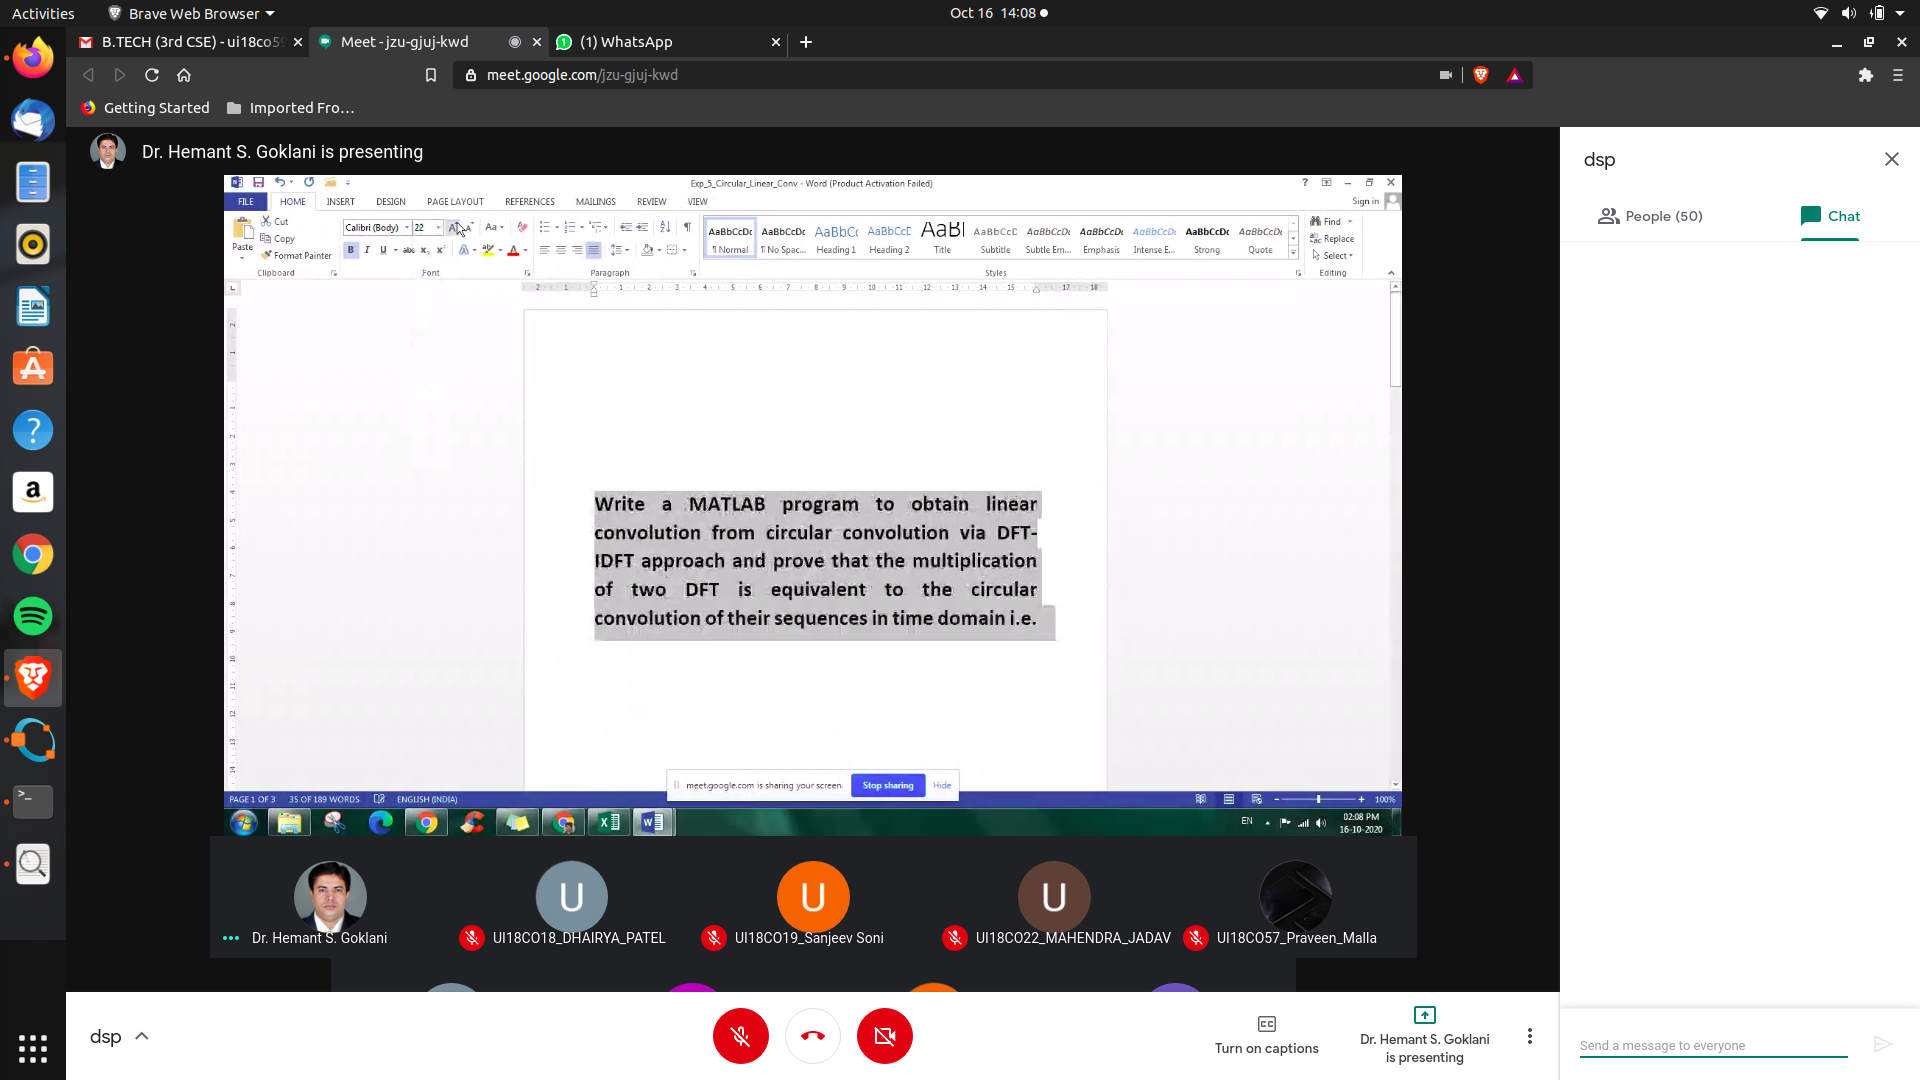 Activities
Brave Web Browser
Oct 16 14:08
B.TECH (3rd CSE) - ui18co5
Meet - jzu-gjuj-kwd
(1) WhatsApp
meet.google.com/jzu-gjuj-kwd
Getting Started
Imported Fro…
Dr. Hemant S. Goklani is presenting
Exp_5_Circular_Linear_Conv - Word (Product Activation Failed)
FILE HOME INSERT DESIGN PAGE LAYOUT REFERENCES MAILINGS REVIEW VIEW
Sign in
Paste
Cut
Copy
Format Painter
Calibri (Body) 22
AaBbCcDc AaBbCcDc AaBbCc AaBbCcD AaBl AaBbCcD AaBbCcDc AaBbCcDc AaBbCcDc AaBbCcDc AaBbCcDc
¶ Normal ¶ No Spac... Heading 1 Heading 2 Title Subtitle Subtle Em... Emphasis Intense E... Strong Quote
Find
Replace
Select
Clipboard Font Paragraph Styles Editing
Write a MATLAB program to obtain linear
convolution from circular convolution via DFT-
IDFT approach and prove that the multiplication
of two DFT is equivalent to the circular
convolution of their sequences in time domain i.e.
meet.google.com is sharing your screen.
Stop sharing
Hide
PAGE 1 OF 3 35 OF 189 WORDS ENGLISH (INDIA)
100%
EN
02:08 PM
16-10-2020
U
U
U
Dr. Hemant S. Goklani
UI18CO18_DHAIRYA_PATEL
UI18CO19_Sanjeev Soni
UI18CO22_MAHENDRA_JADAV
UI18CO57_Praveen_Malla
dsp
Turn on captions
Dr. Hemant S. Goklani
is presenting
dsp
People (50)
Chat
Send a message to everyone